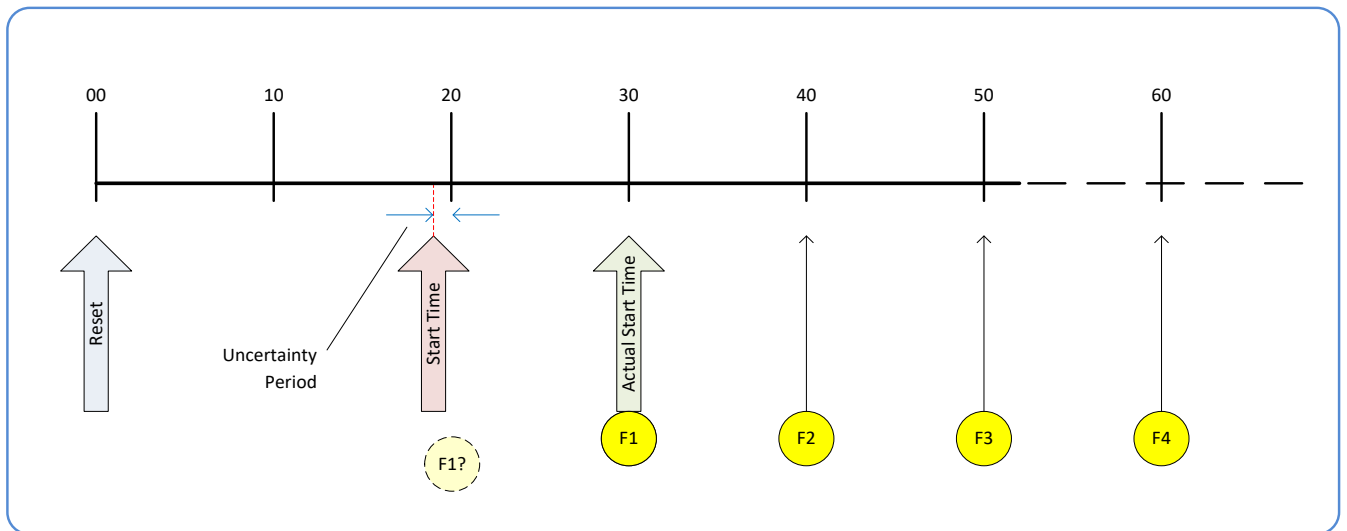 00 10 20 30 40 50 60
Reset
Start Time
Actual Start Time
Uncertainty
Period
F1?
F1
F2
F3
F4